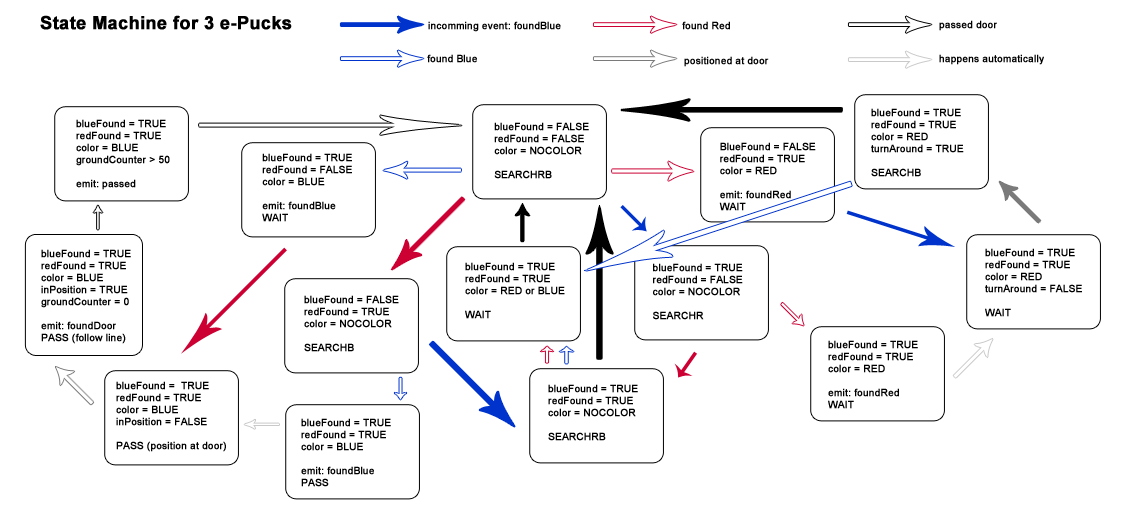 State Machine for 3 e-Pucks
incomming event: foundBlue
found Red
passed door
found Blue
positioned at door
happens automatically
blueFound = TRUE
redFound = TRUE
color = BLUE
groundCounter > 50
emit: passed
blueFound = TRUE
redFound = FALSE
color = BLUE
emit: foundBlue
WAIT
blueFound = FALSE
redFound = FALSE
color = NOCOLOR
SEARCHRB
BlueFound = FALSE
redFound = TRUE
color = RED
emit: foundRed
WAIT
blueFound = TRUE
redFound = TRUE
color = RED
turnAround = TRUE
SEARCHB
blueFound = TRUE
redFound = TRUE
color = BLUE
inPosition = TRUE
groundCounter = 0
emit: foundDoor
PASS (follow line)
blueFound = FALSE
redFound = TRUE
color = NOCOLOR
SEARCHB
blueFound = TRUE
redFound = TRUE
color = RED or BLUE
WAIT
blueFound = TRUE
redFound = FALSE
color = NOCOLOR
SEARCHR
blueFound = TRUE
redFound = TRUE
color = RED
turnAround = FALSE
WAIT
blueFound = TRUE
redFound = TRUE
color = BLUE
inPosition = FALSE
PASS (position at door)
blueFound = TRUE
redFound = TRUE
color = BLUE
emit: foundBlue
PASS
blueFound = TRUE
redFound = TRUE
color = NOCOLOR
SEARCHRB
blueFound = TRUE
redFound = TRUE
color = RED
emit: foundRed
WAIT